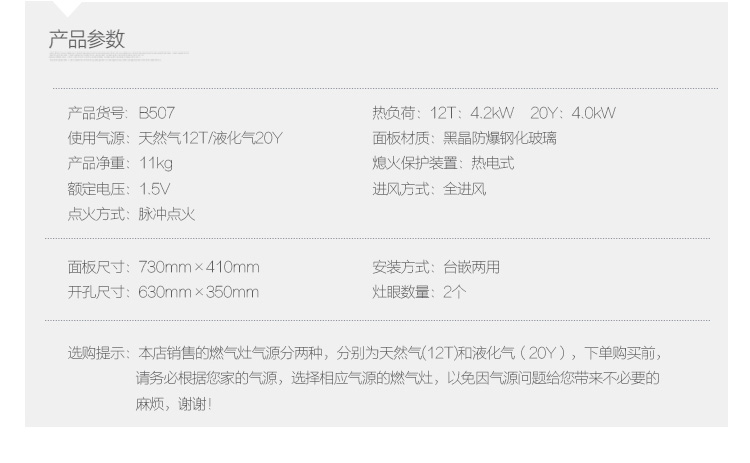 产品参数
产品货号：B507
热负荷：12T：4.2kW 20Y：4.0kW
使用气源：天然气12T/液化气20Y
面板材质：黑晶防爆钢化玻璃
产品净重：11kg
熄火保护装置：热电式
额定电压：1.5V
进风方式：全进风
点火方式：脉冲点火
面板尺寸：730mm×410mm
安装方式：台嵌两用
开孔尺寸：630mm×350mm
灶眼数量：2个
选购提示：本店销售的燃气灶气源分两种，分别为天然气(12T)和液化气（20Y），下单购买前，
请务必根据您家的气源，选择相应气源的燃气灶，以免因气源问题给您带来不必要的
麻烦，谢谢！